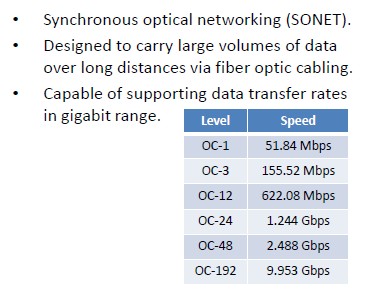 • Synchronous optical networking (SONET).
• Designed to carry large volumes of data
over long distances via fiber optic cabling.
• Capable of supporting data transfer rates
in gigabit range.
Level Speed
OC-1 51.84 Mbps
OC-3 155.52 Mbps
OC-12 622.08 Mbps
OC-24 1.244 Gbps
OC-48 2.488 Gbps
OC-192 9.953 Gbps